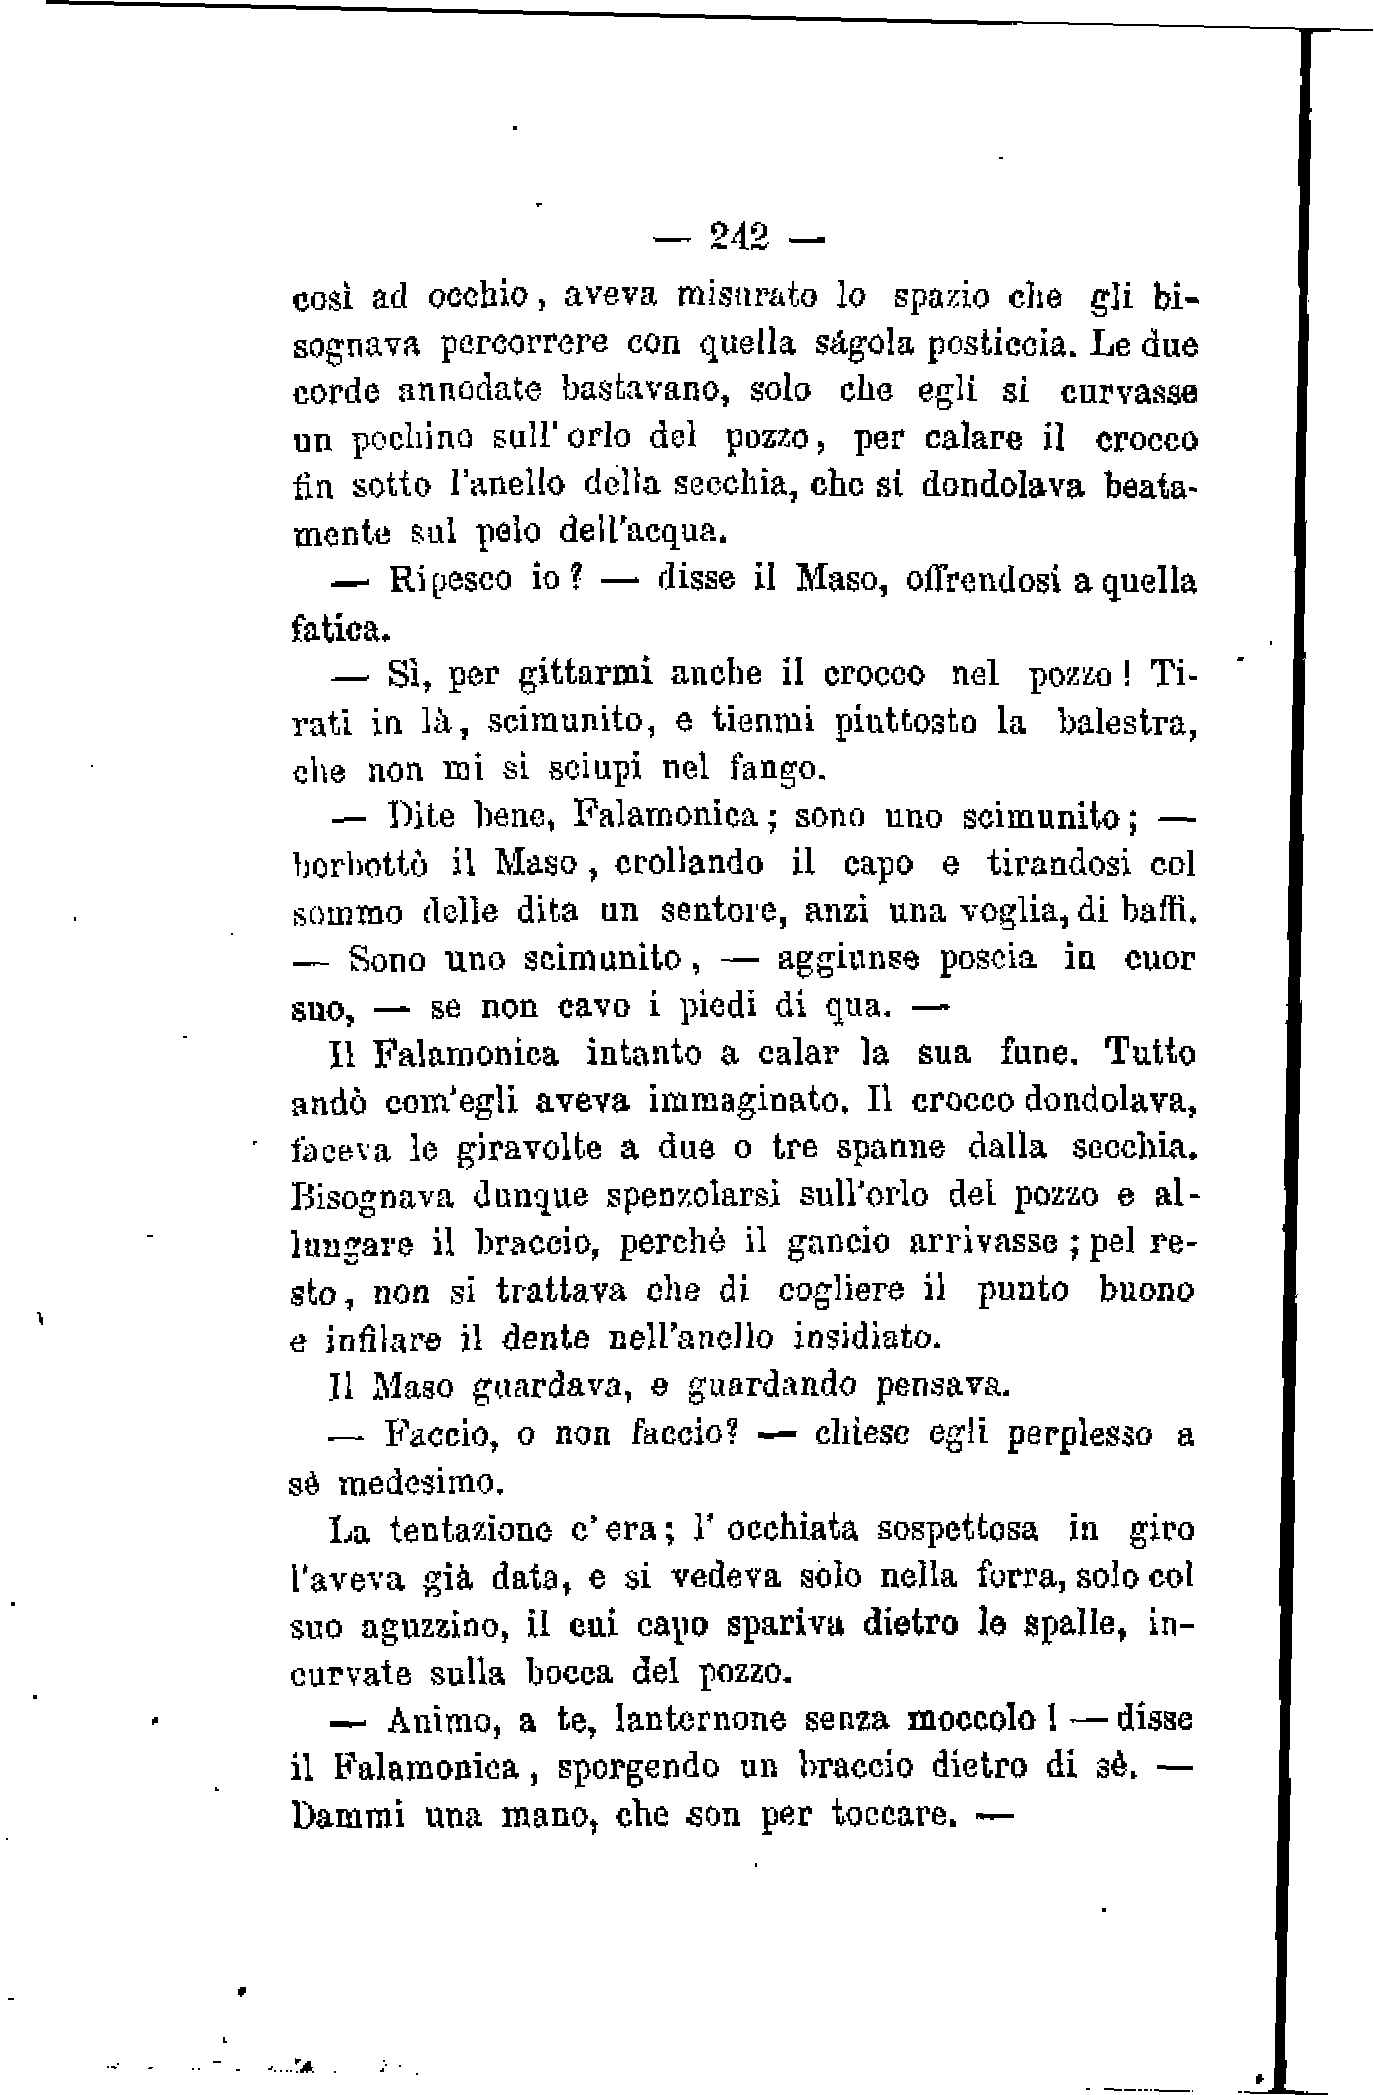 — 242 —
così ad occhio, aveva misurato lo spazio che gli bi-
sognava percorrere con quella ságola posticcia. Le due
corde annodate bastavano, solo che egli si curvasse
un pochino sull'orlo del pozzo, per calare il crocco
fin sotto l'anello della secchia, che si dondolava beata-
mente sul pelo dell'acqua.
— Ripesco io? — disse il Maso, offrendosi a quella
fatica.
— Sì, per gittarmi anche il crocco nel pozzo! Ti-
rati in là, scimunito, e tienmi piuttosto la balestra,
che non mi si sciupi nel fango.
— Dite bene, Falamonica; sono uno scimunito; —
borbottò il Maso, crollando il capo e tirandosi col
sommo delle dita un sentore, anzi una voglia, di baffi.
— Sono uno scimunito, — aggiunse poscia in cuor
suo, — se non cavo i piedi di qua. —
Il Falamonica intanto a calar la sua fune. Tutto
andò com'egli aveva immaginato. Il crocco dondolava,
faceva le giravolte a due o tre spanne dalla secchia.
Bisognava dunque spenzolarsi sull'orlo del pozzo e al-
lungare il braccio, perchè il gancio arrivasse; pel re-
sto, non si trattava che di cogliere il punto buono
e infilare il dente nell'anello insidiato.
Il Maso guardava, e guardando pensava.
— Faccio, o non faccio? — chiese egli perplesso a
sè medesimo.
La tentazione c'era; l'occhiata sospettosa in giro
l'aveva già data, e si vedeva solo nella forra, solo col
suo aguzzino, il cui capo spariva dietro le spalle, in-
curvate sulla bocca del pozzo.
— Animo, a te, lanternone senza moccolo! — disse
il Falamonica, sporgendo un braccio dietro di sè. —
Dammi una mano, che son per toccare. —